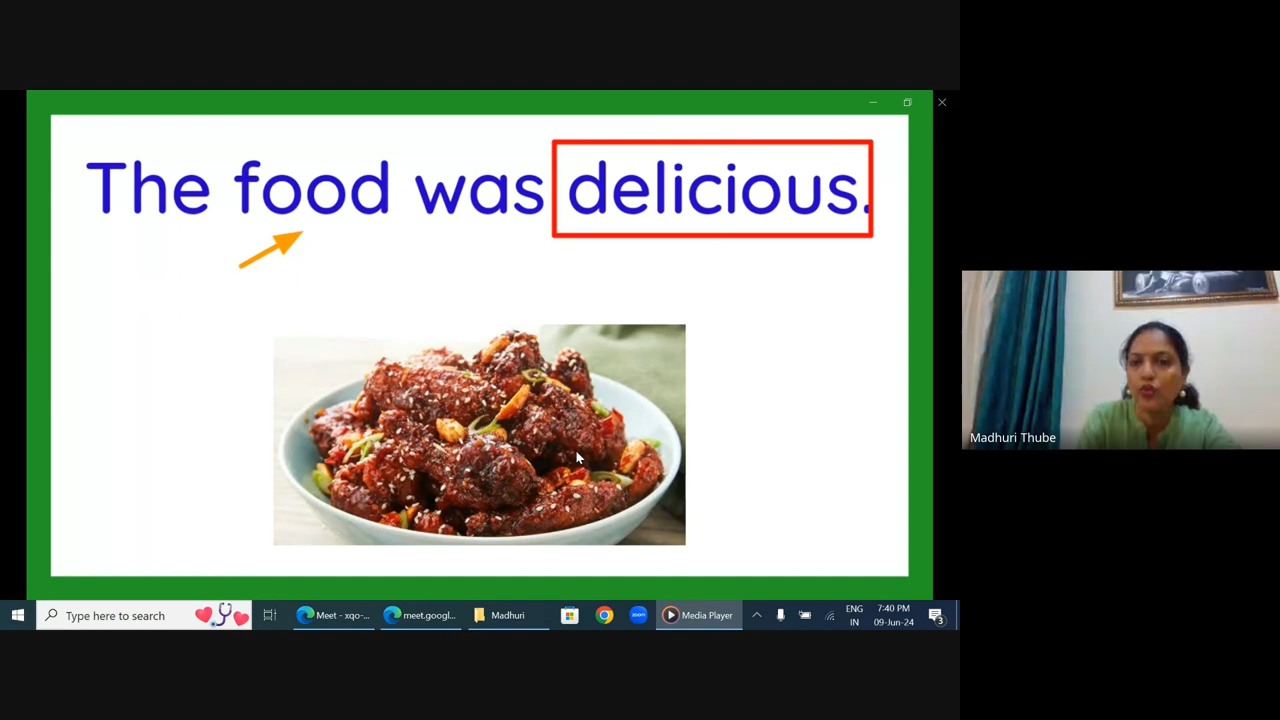 The food was delicious.
Madhuri Thube
Type here to search
Meet - xqo-...
meet.googl...
Madhuri
zoom
Media Player
ENG
IN
7:40 PM
09-Jun-24
3